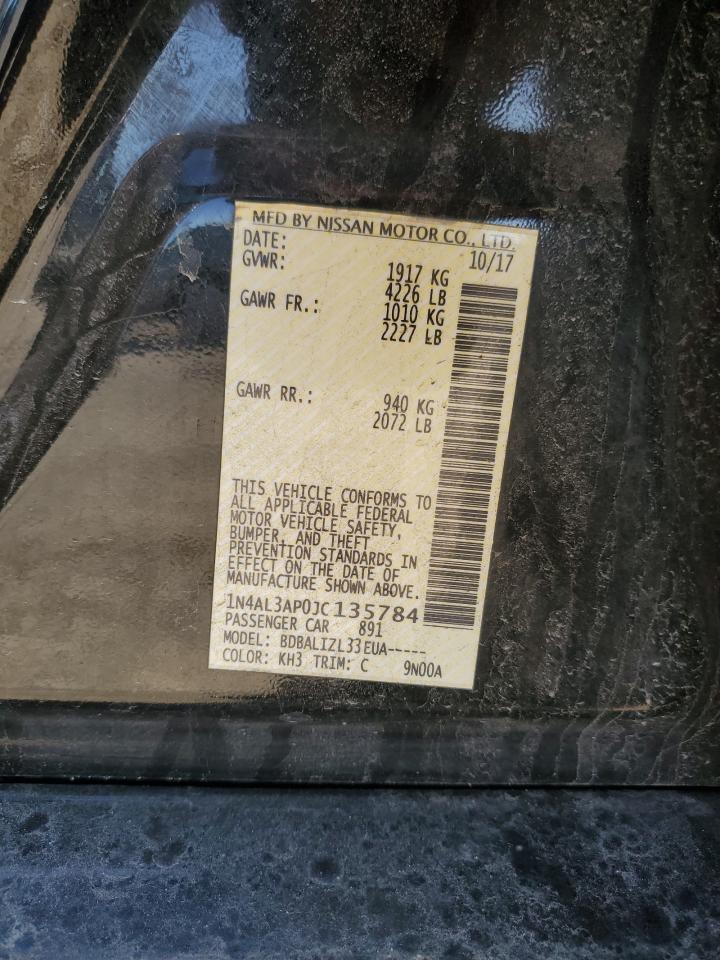 MFD BY NISSAN MOTOR CO., LTD.
DATE: 10/17
GVWR: 1917 KG
4226 LB
GAWR FR.: 1010 KG
2227 LB
GAWR RR.: 940 KG
2072 LB
THIS VEHICLE CONFORMS TO
ALL APPLICABLE FEDERAL
MOTOR VEHICLE SAFETY,
BUMPER, AND THEFT
PREVENTION STANDARDS IN
EFFECT ON THE DATE OF
MANUFACTURE SHOWN ABOVE.
1N4AL3AP0JC135784
PASSENGER CAR 891
MODEL: BDBALIZL33EUA-----
COLOR: KH3 TRIM: C 9N00A